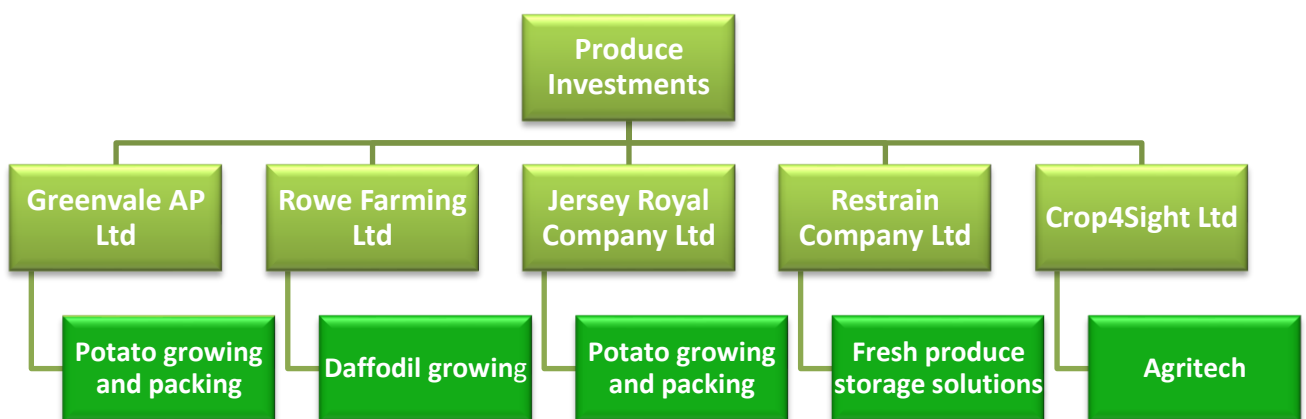 Produce
Investments
Greenvale AP
Ltd
Rowe Farming
Ltd
Jersey Royal
Company Ltd
Restrain
Company Ltd
Crop4Sight Ltd
Potato growing
and packing
Daffodil growing
Potato growing
and packing
Fresh produce
storage solutions
Agritech